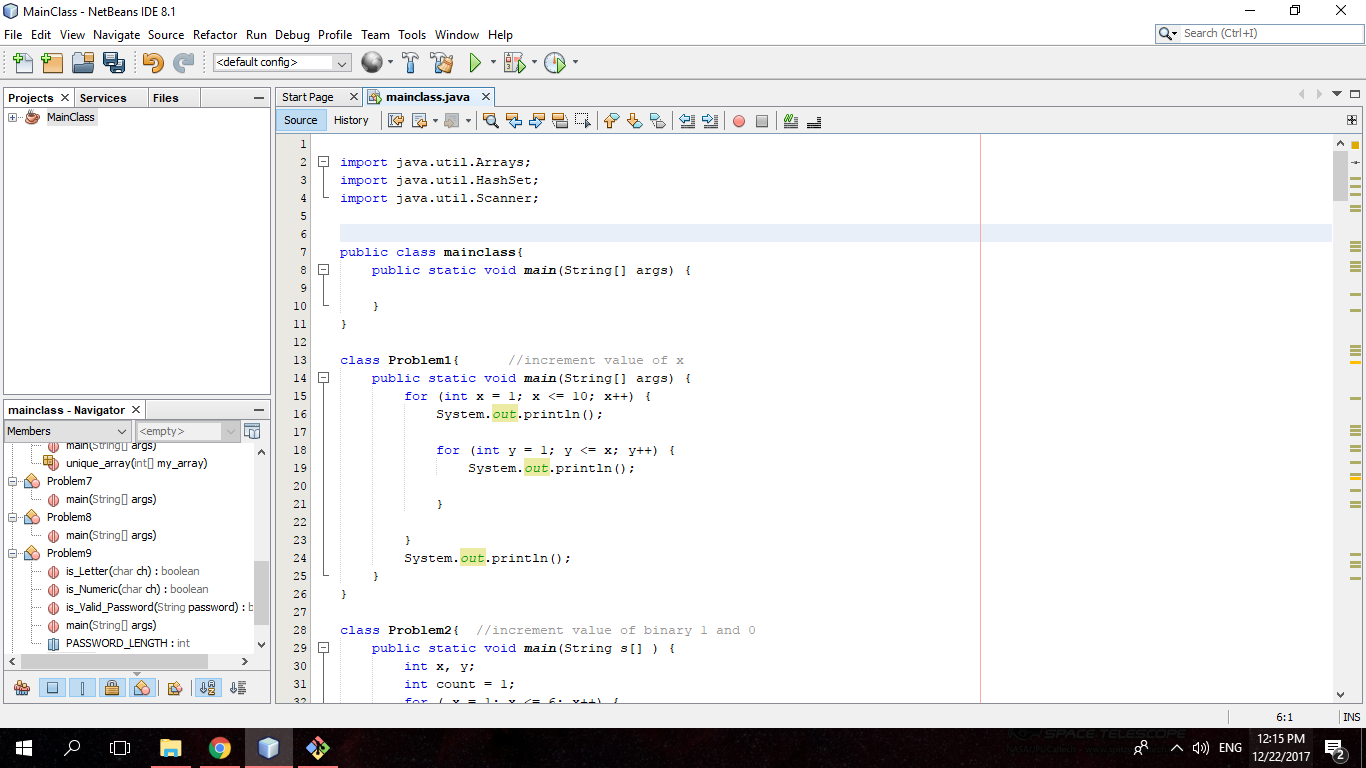 MainClass - NetBeans IDE 8.1
File Edit View Navigate Source Refactor Run Debug Profile Team Tools Window Help
Search (Ctrl+I)
<default config>
Projects Services Files
MainClass
Start Page mainclass.java
Source History
1
2 import java.util.Arrays;
3 import java.util.HashSet;
4 import java.util.Scanner;
5
6
7 public class mainclass{
8 public static void main(String[] args) {
9
10 }
11 }
12
13 class Problem1{ //increment value of x
14 public static void main(String[] args) {
15 for (int x = 1; x <= 10; x++) {
16 System.out.println();
17
18 for (int y = 1; y <= x; y++) {
19 System.out.println();
20
21 }
22
23 }
24 System.out.println();
25 }
26 }
27
28 class Problem2{ //increment value of binary 1 and 0
29 public static void main(String s[] ) {
30 int x, y;
31 int count = 1;
32 for ( x = 1; x <= 6; x++) {
mainclass - Navigator
Members <empty>
main(String[] args)
unique_array(int[] my_array)
Problem7
main(String[] args)
Problem8
main(String[] args)
Problem9
is_Letter(char ch) : boolean
is_Numeric(char ch) : boolean
is_Valid_Password(String password) : b
main(String[] args)
PASSWORD_LENGTH : int
6:1 INS
SPACE TELESCOPE
ENG
12:15 PM
12/22/2017
2